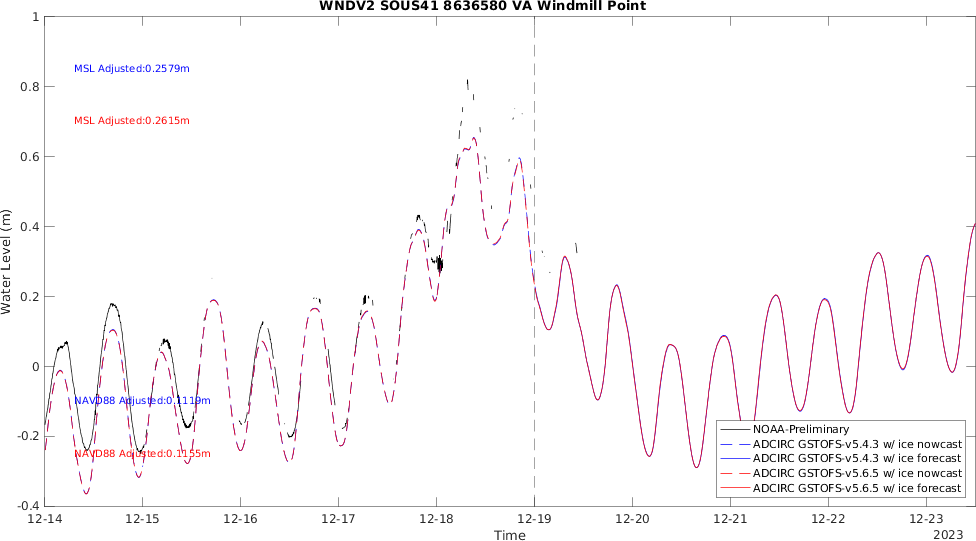 WNDV2 SOUS41 8636580 VA Windmill Point
1
0.8
0.6
0.4
0.2
0
-0.2
-0.4
Water Level (m)
MSL Adjusted:0.2579m
MSL Adjusted:0.2615m
NAVD88 Adjusted:0.1119m
NAVD88 Adjusted:0.1155m
NOAA-Preliminary
ADCIRC GSTOFS-v5.4.3 w/ ice nowcast
ADCIRC GSTOFS-v5.4.3 w/ ice forecast
ADCIRC GSTOFS-v5.6.5 w/ ice nowcast
ADCIRC GSTOFS-v5.6.5 w/ ice forecast
12-14 12-15 12-16 12-17 12-18 12-19 12-20 12-21 12-22 12-23
Time
2023